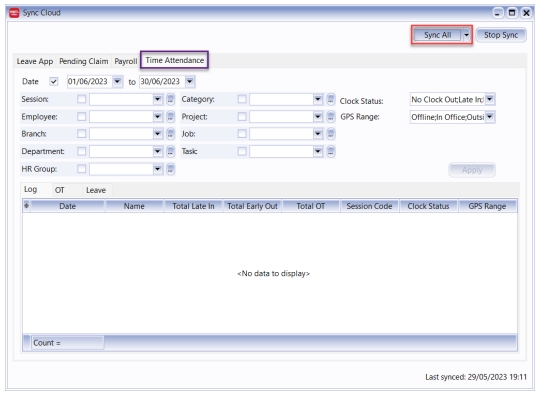 Sync Cloud
Sync All Stop Sync
Leave App Pending Claim Payroll Time Attendance
Date 01/06/2023 to 30/06/2023
Session: Category: Clock Status: No Clock Out;Late In;
Employee: Project: GPS Range: Offline;In Office;Outsi
Branch: Job:
Department: Task:
HR Group:
Apply
Log OT Leave
Date Name Total Late In Total Early Out Total OT Session Code Clock Status GPS Range
<No data to display>
Count =
Last synced: 29/05/2023 19:11